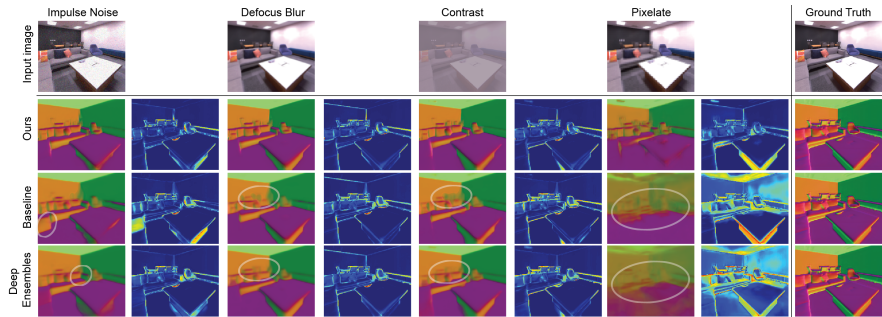 Impulse Noise
Defocus Blur
Contrast
Pixelate
Ground Truth
Input image
Ours
Baseline
Deep
Ensembles